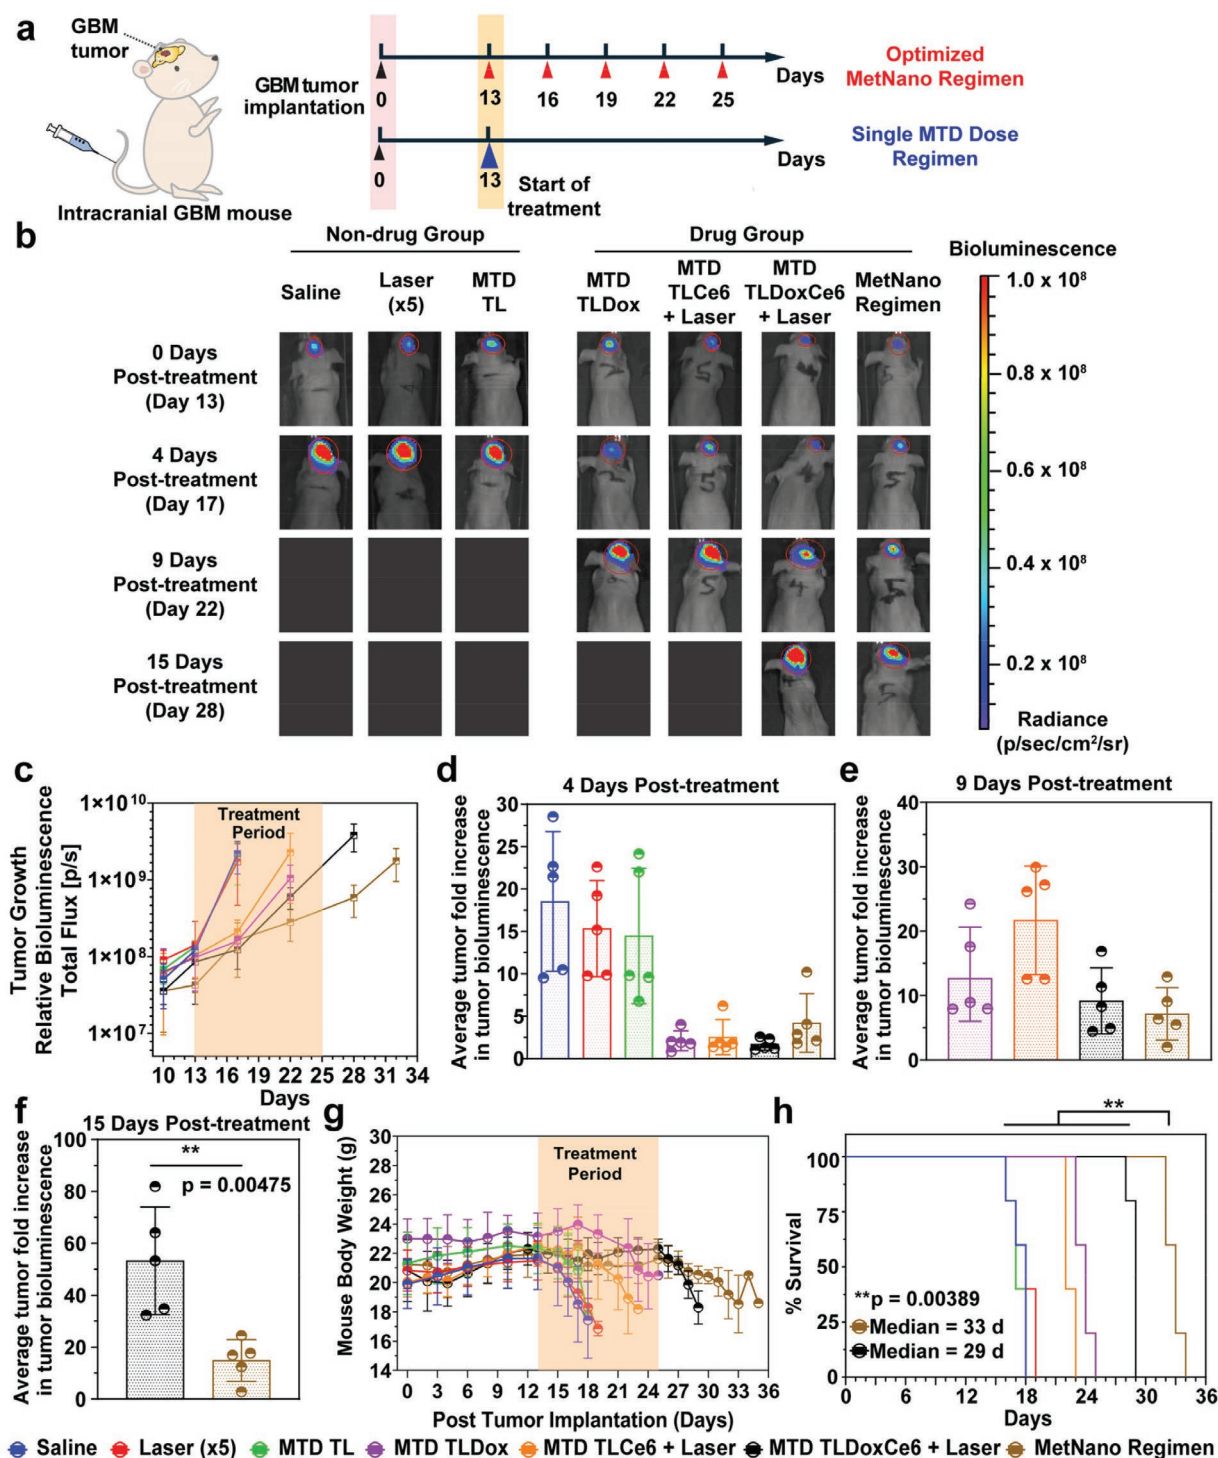 a
GBM
tumor
Intracranial GBM mouse
GBM tumor
implantation
0
13
16
19
22
25
Days
Optimized
MetNano Regimen
0
13
Start of
treatment
Days
Single MTD Dose
Regimen
b
Non-drug Group
Drug Group
Saline
Laser
(x5)
MTD
TL
MTD
TLDox
MTD
TLCe6
+ Laser
MTD
TLDoxCe6
+ Laser
MetNano
Regimen
0 Days
Post-treatment
(Day 13)
4 Days
Post-treatment
(Day 17)
9 Days
Post-treatment
(Day 22)
15 Days
Post-treatment
(Day 28)
Bioluminescence
1.0 x 10⁸
0.8 x 10⁸
0.6 x 10⁸
0.4 x 10⁸
0.2 x 10⁸
Radiance
(p/sec/cm²/sr)
c
Tumor Growth
Relative Bioluminescence
Total Flux [p/s]
1×10¹⁰
1×10⁹
1×10⁸
1×10⁷
Treatment
Period
10 13 16 19 22 25 28 31 34
Days
d
4 Days Post-treatment
Average tumor fold increase
in tumor bioluminescence
30
25
20
15
10
5
0
e
9 Days Post-treatment
Average tumor fold increase
in tumor bioluminescence
40
30
20
10
0
f
15 Days Post-treatment
Average tumor fold increase
in tumor bioluminescence
100
80
60
40
20
0
**
p = 0.00475
g
Mouse Body Weight (g)
30
28
26
24
22
20
18
16
14
Treatment
Period
0 3 6 9 12 15 18 21 24 27 30 33 36
Post Tumor Implantation (Days)
h
**
% Survival
100
75
50
25
0
**p = 0.00389
Median = 33 d
Median = 29 d
0 6 12 18 24 30 36
Days
Saline Laser (x5) MTD TL MTD TLDox MTD TLCe6 + Laser MTD TLDoxCe6 + Laser MetNano Regimen